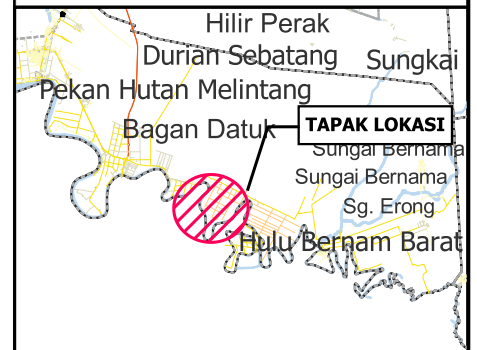 Hilir Perak
Durian Sebatang
Sungkai
Pekan Hutan Melintang
Bagan Datuk
TAPAK LOKASI
Sungai Bernama
Sungai Bernama
Sg. Erong
Hulu Bernam Barat